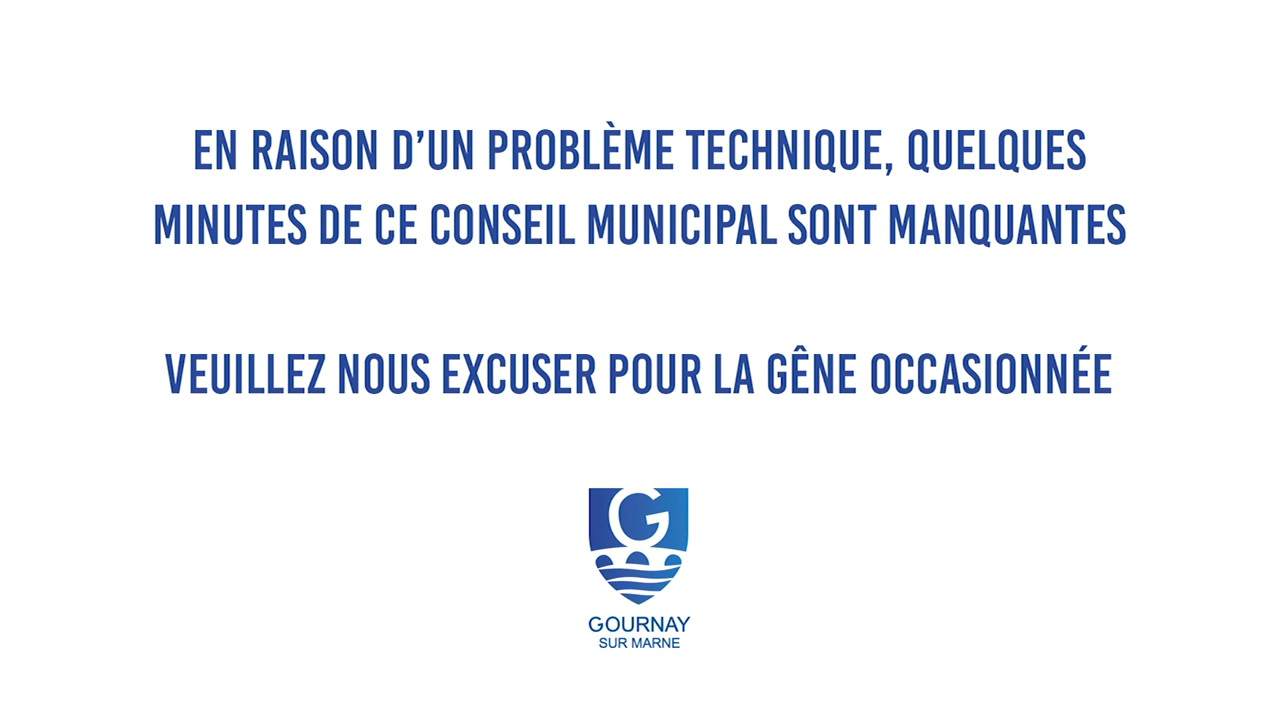 EN RAISON D’UN PROBLÈME TECHNIQUE, QUELQUES
MINUTES DE CE CONSEIL MUNICIPAL SONT MANQUANTES
VEUILLEZ NOUS EXCUSER POUR LA GÊNE OCCASIONNÉE
G
GOURNAY
SUR MARNE